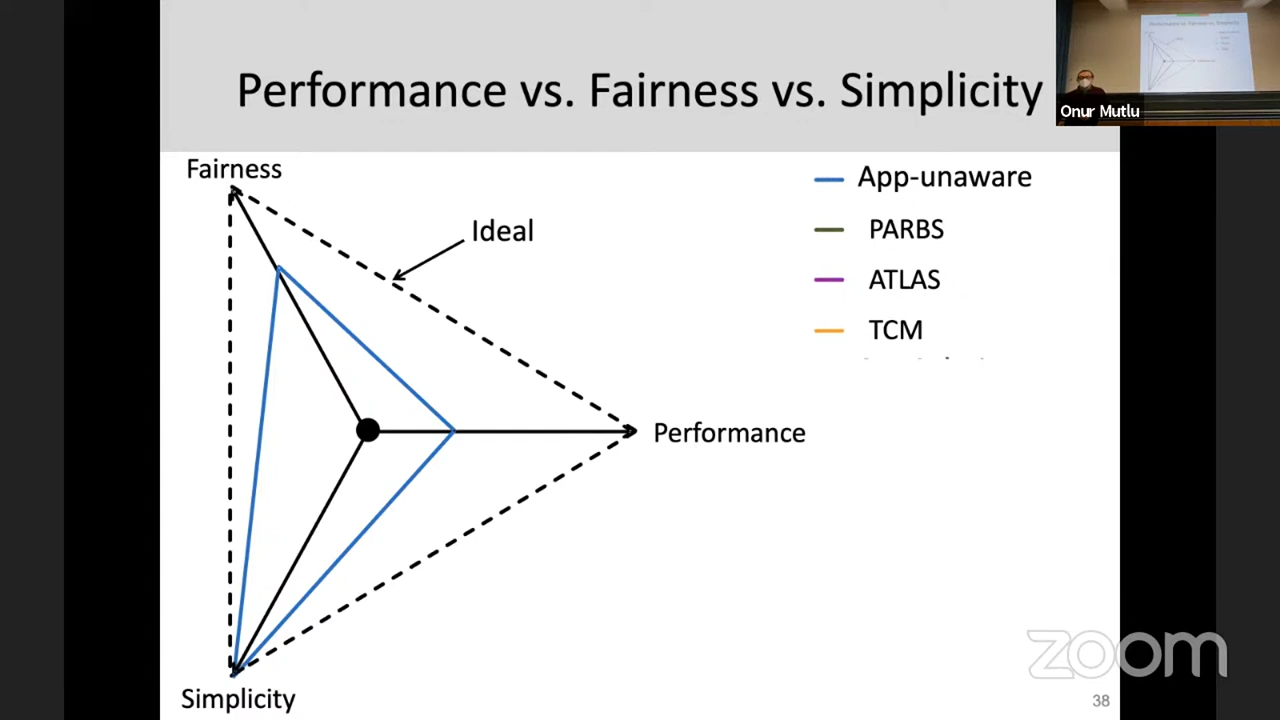 Performance vs. Fairness vs. Simplicity
Onur Mutlu
Fairness
Ideal
App-unaware
PARBS
ATLAS
TCM
Performance
Simplicity
zoom
38